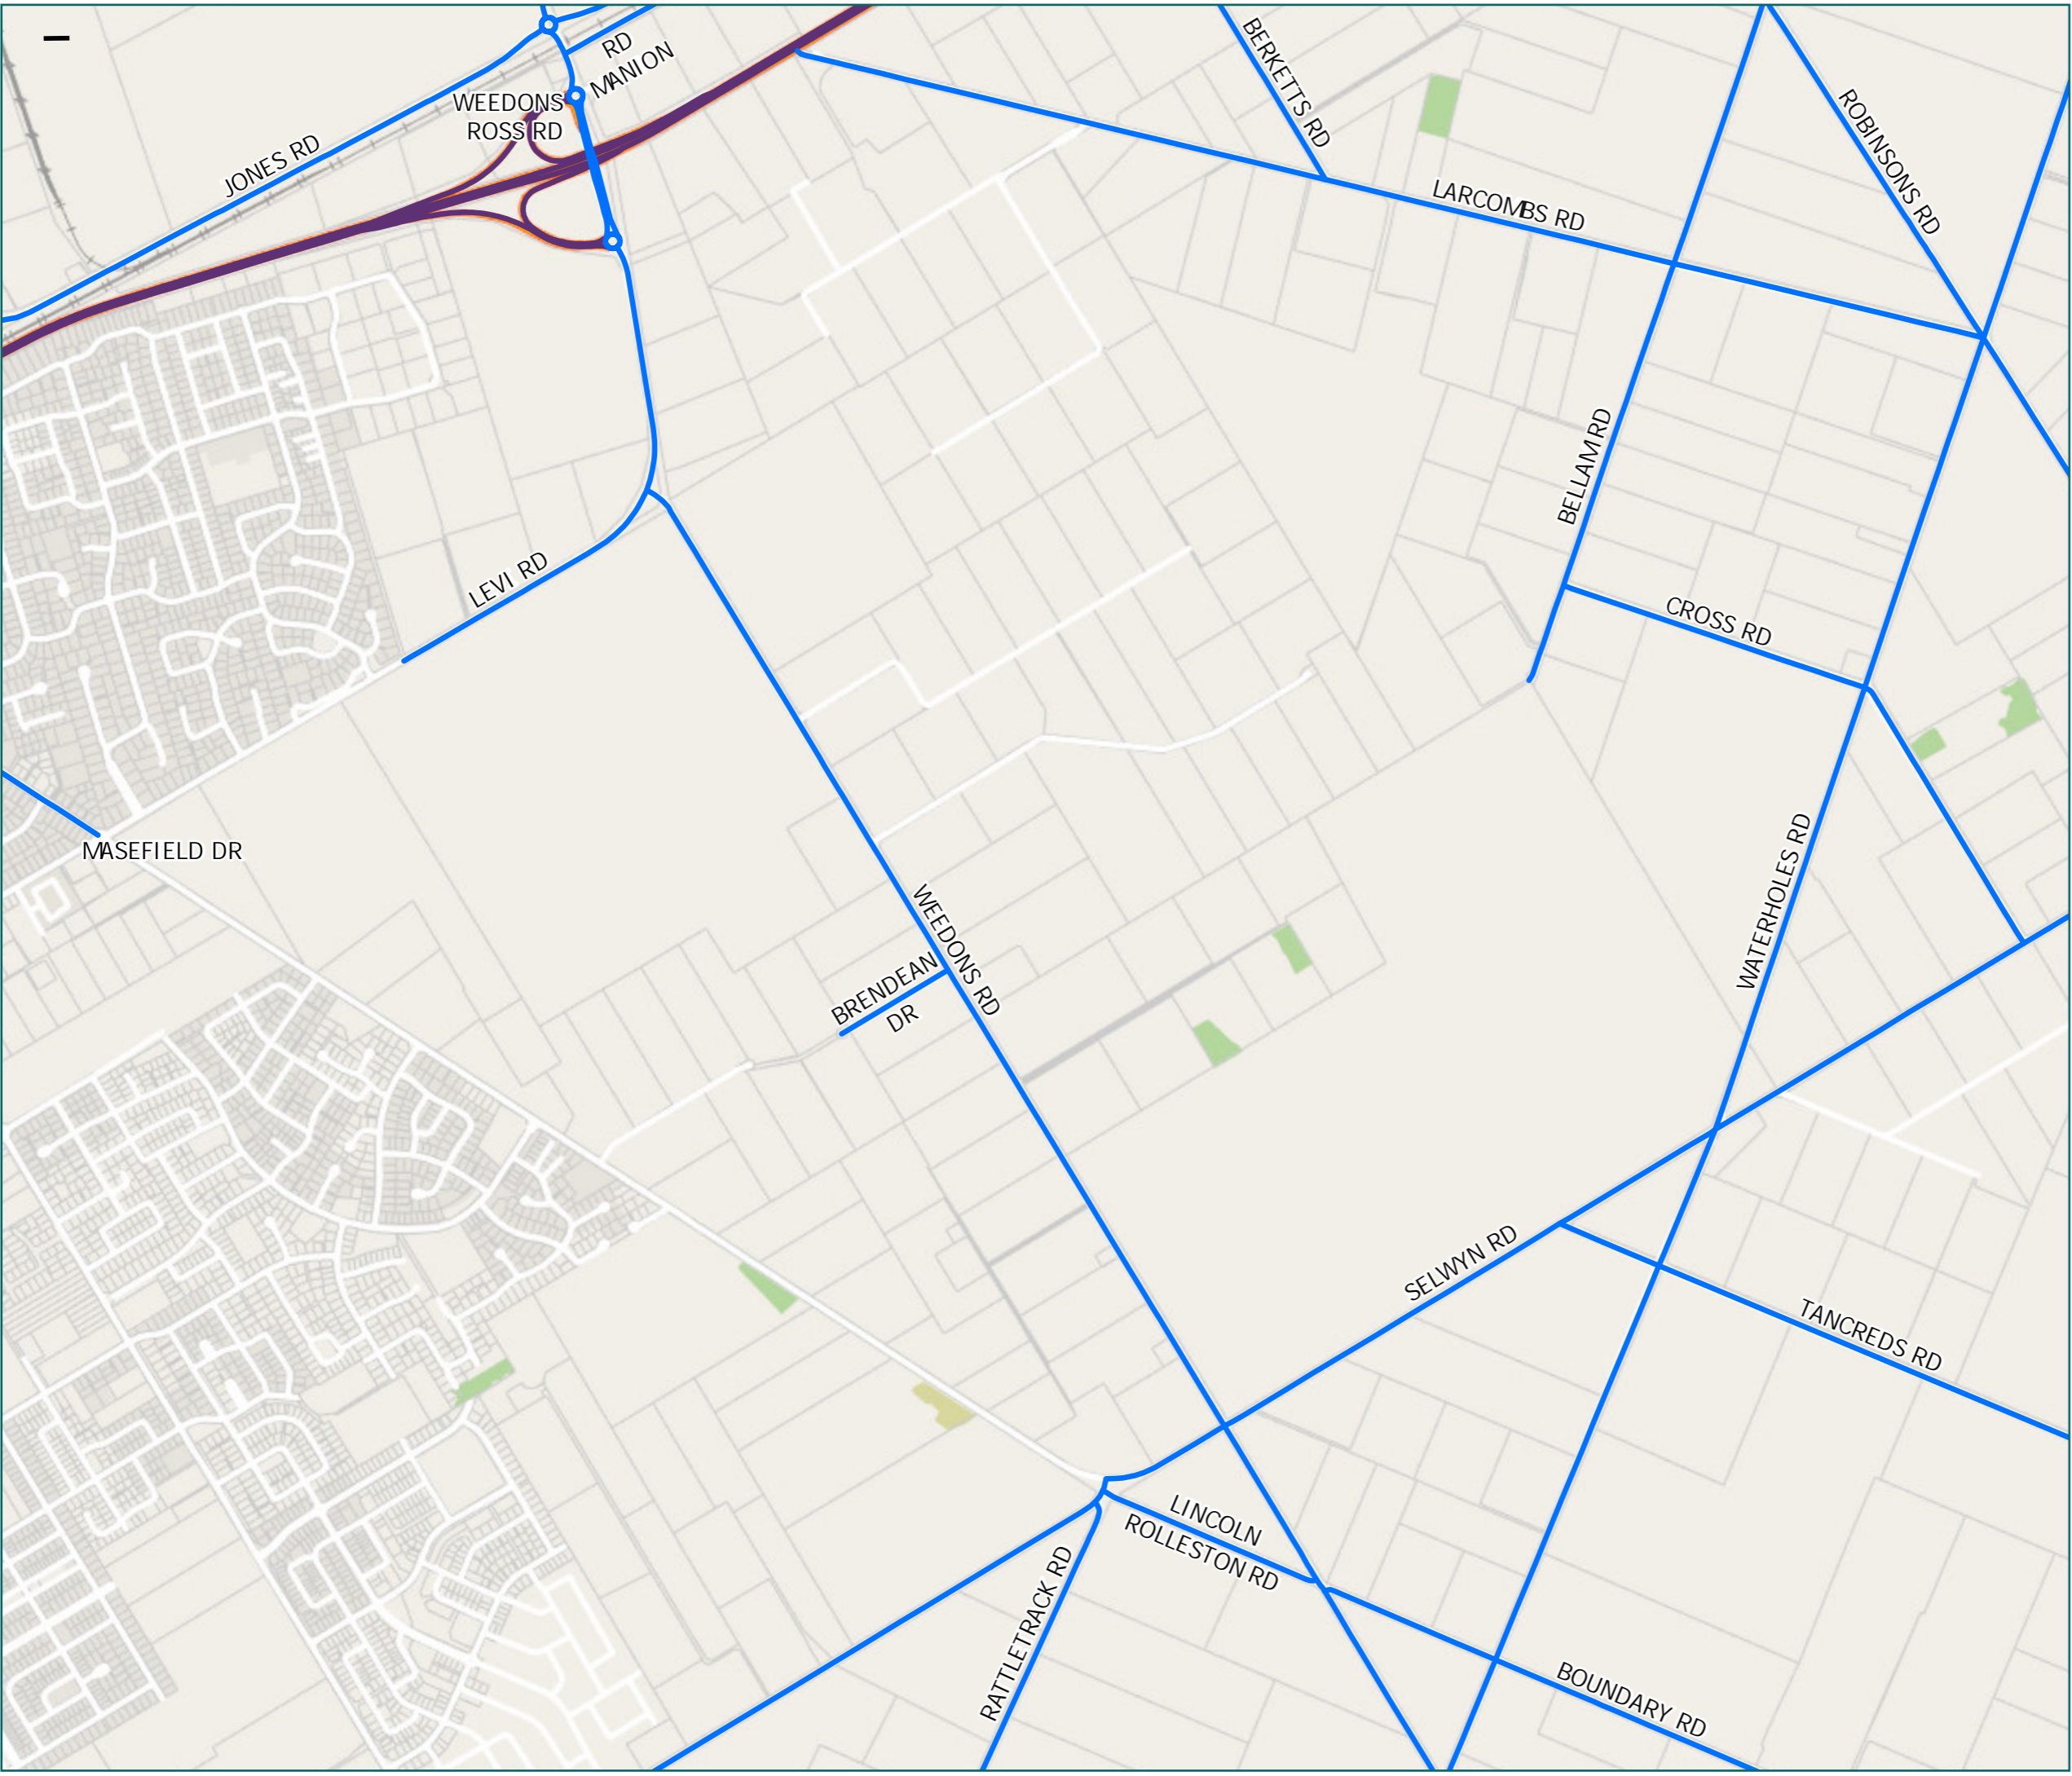 RD
MANION
WEEDONS
ROSS RD
JONES RD
BERKETTS RD
ROBINSONS RD
LARCOMBS RD
BELLAM RD
LEVI RD
CROSS RD
MASEFIELD DR
WATERHOLES RD
WEEDONS RD
BRENDEAN
DR
SELWYN RD
TANCREDS RD
LINCOLN
ROLLESTON RD
RATTLETRACK RD
BOUNDARY RD